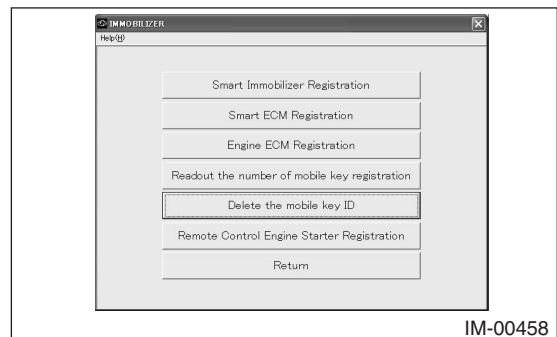 IMMOBILIZER
Help(H)
Smart Immobilizer Registration
Smart ECM Registration
Engine ECM Registration
Readout the number of mobile key registration
Delete the mobile key ID
Remote Control Engine Starter Registration
Return
IM-00458